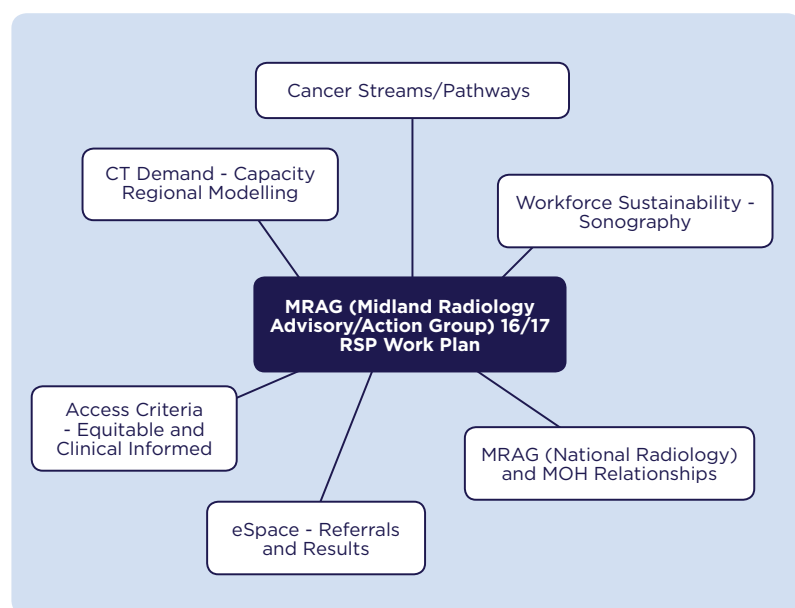 Cancer Streams/Pathways
CT Demand - Capacity
Regional Modelling
Workforce Sustainability -
Sonography
MRAG (Midland Radiology
Advisory/Action Group) 16/17
RSP Work Plan
Access Criteria
- Equitable and
Clinical Informed
MRAG (National Radiology)
and MOH Relationships
eSpace - Referrals
and Results